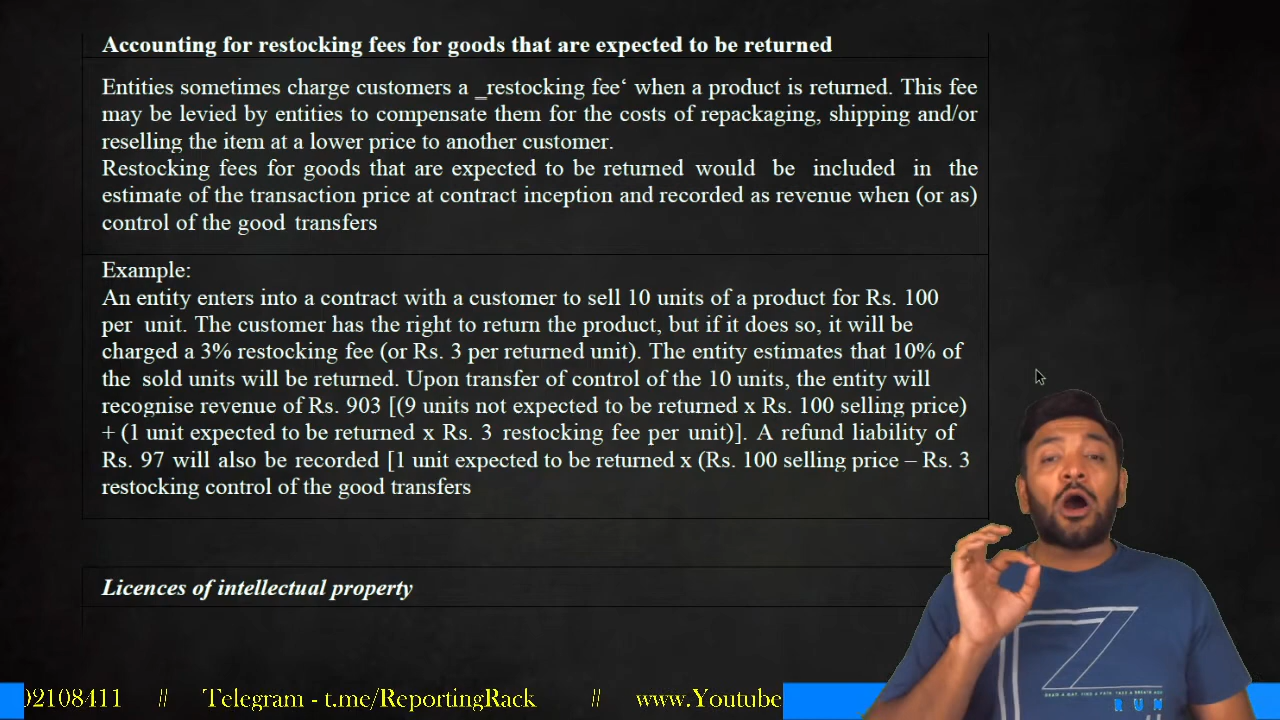 Accounting for restocking fees for goods that are expected to be returned
Entities sometimes charge customers a ‗restocking fee‘ when a product is returned. This fee
may be levied by entities to compensate them for the costs of repackaging, shipping and/or
reselling the item at a lower price to another customer.
Restocking fees for goods that are expected to be returned would be included in the
estimate of the transaction price at contract inception and recorded as revenue when (or as)
control of the good transfers
Example:
An entity enters into a contract with a customer to sell 10 units of a product for Rs. 100
per unit. The customer has the right to return the product, but if it does so, it will be
charged a 3% restocking fee (or Rs. 3 per returned unit). The entity estimates that 10% of
the sold units will be returned. Upon transfer of control of the 10 units, the entity will
recognise revenue of Rs. 903 [(9 units not expected to be returned x Rs. 100 selling price)
+ (1 unit expected to be returned x Rs. 3 restocking fee per unit)]. A refund liability of
Rs. 97 will also be recorded [1 unit expected to be returned x (Rs. 100 selling price – Rs. 3
restocking control of the good transfers
Licences of intellectual property
02108411 // Telegram - t.me/ReportingRack // www.Youtube
RUN